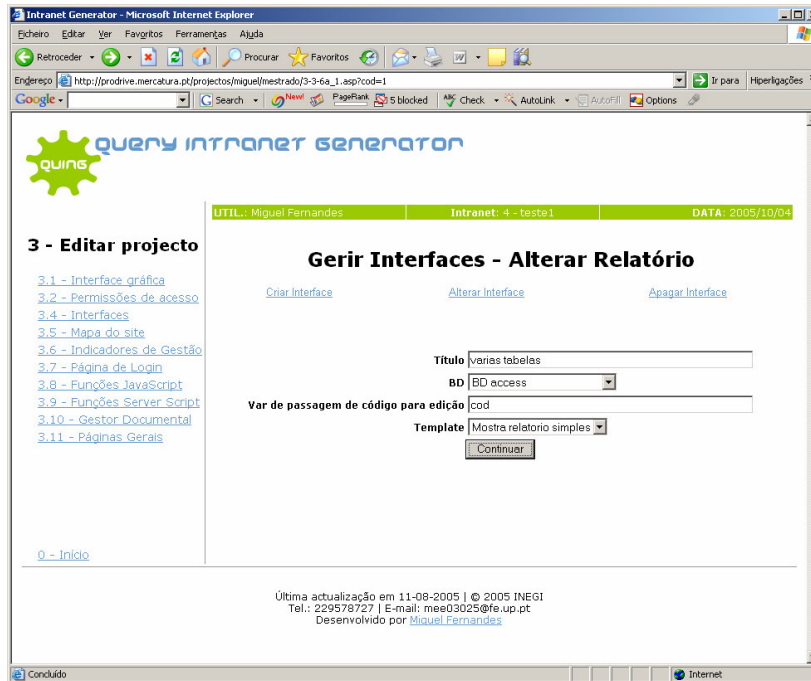 Intranet Generator - Microsoft Internet Explorer
Ficheiro Editar Ver Favoritos Ferramentas Ajuda
Retroceder Procurar Favoritos
Endereço http://prodrive.mercatura.pt/projectos/miguel/mestrado/3-3-6a_1.asp?cod=1 Ir para Hiperligações
Google Search New! PageRank 5 blocked ABC Check AutoLink AutoFill Options
QUING
QUERY INTRANET GENERATOR
UTIL.: Miguel Fernandes Intranet: 4 - teste1 DATA: 2005/10/04
3 - Editar projecto
3.1 - Interface gráfica
3.2 - Permissões de acesso
3.4 - Interfaces
3.5 - Mapa do site
3.6 - Indicadores de Gestão
3.7 - Página de Login
3.8 - Funções JavaScript
3.9 - Funções Server Script
3.10 - Gestor Documental
3.11 - Páginas Gerais
0 - Início
Gerir Interfaces - Alterar Relatório
Criar Interface Alterar Interface Apagar Interface
Título varias tabelas
BD BD access
Var de passagem de código para edição cod
Template Mostra relatorio simples
Continuar
Última actualização em 11-08-2005 | © 2005 INEGI
Tel.: 229578727 | E-mail: mee03025@fe.up.pt
Desenvolvido por Miguel Fernandes
Concluído Internet